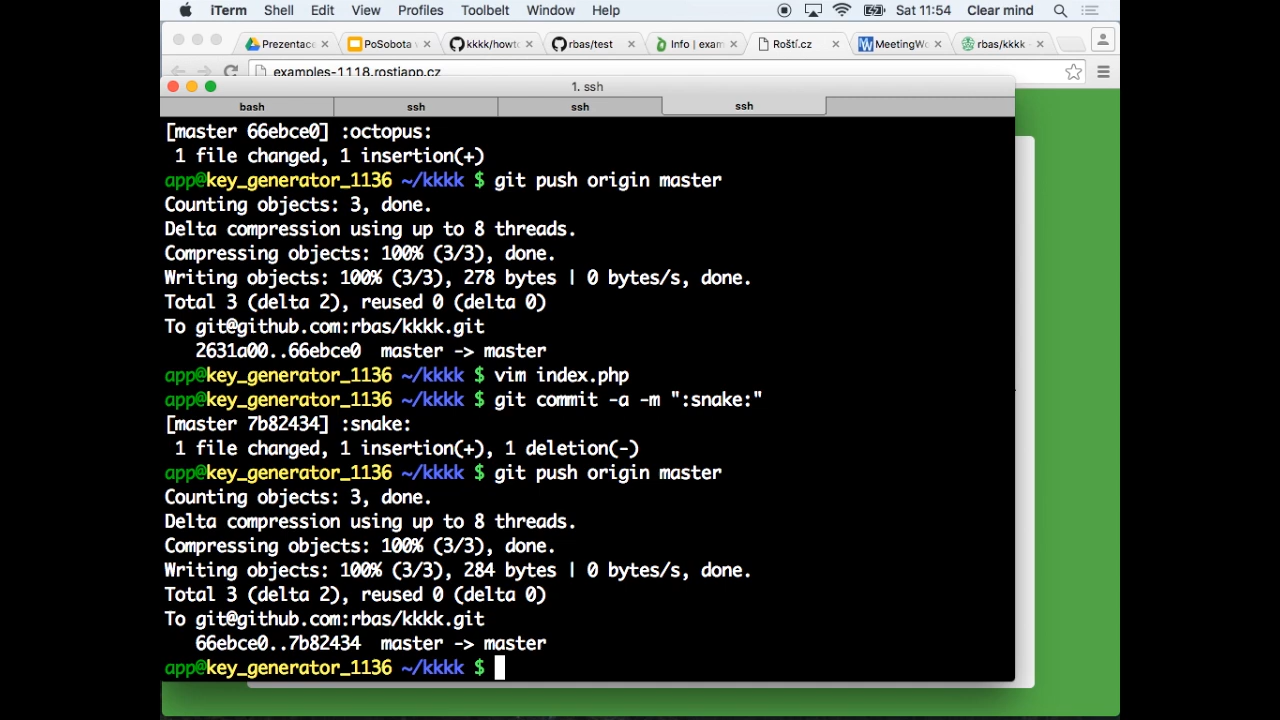 iTerm Shell Edit View Profiles Toolbelt Window Help Sat 11:54 Clear mind
Prezentac PoSobota v kkkk/howto rbas/test Info | exam Roští.cz MeetingWo rbas/kkkk
examples-1118.rostiapp.cz
1. ssh
bash ssh ssh ssh
[master 66ebce0] :octopus:
1 file changed, 1 insertion(+)
app@key_generator_1136 ~/kkkk $ git push origin master
Counting objects: 3, done.
Delta compression using up to 8 threads.
Compressing objects: 100% (3/3), done.
Writing objects: 100% (3/3), 278 bytes | 0 bytes/s, done.
Total 3 (delta 2), reused 0 (delta 0)
To git@github.com:rbas/kkkk.git
2631a00..66ebce0 master -> master
app@key_generator_1136 ~/kkkk $ vim index.php
app@key_generator_1136 ~/kkkk $ git commit -a -m ":snake:"
[master 7b82434] :snake:
1 file changed, 1 insertion(+), 1 deletion(-)
app@key_generator_1136 ~/kkkk $ git push origin master
Counting objects: 3, done.
Delta compression using up to 8 threads.
Compressing objects: 100% (3/3), done.
Writing objects: 100% (3/3), 284 bytes | 0 bytes/s, done.
Total 3 (delta 2), reused 0 (delta 0)
To git@github.com:rbas/kkkk.git
66ebce0..7b82434 master -> master
app@key_generator_1136 ~/kkkk $